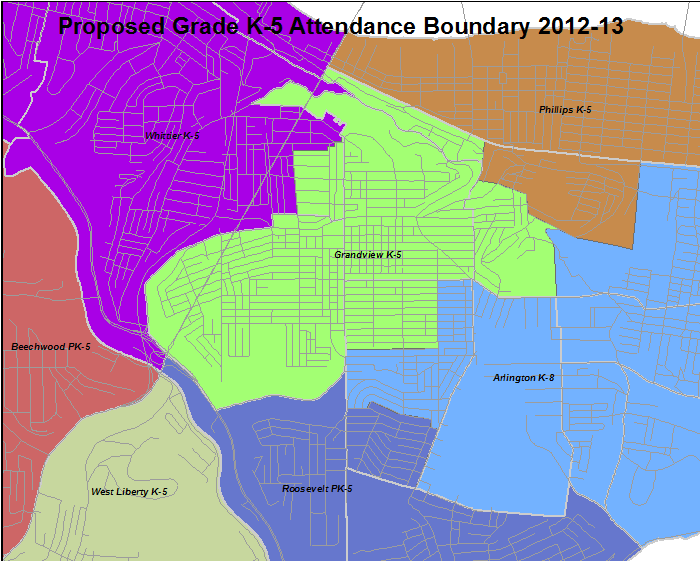 Proposed Grade K-5 Attendance Boundary 2012-13
Phillips K-5
Whittier K-5
Grandview K-5
Beechwood PK-5
Arlington K-8
West Liberty K-5
Roosevelt PK-5